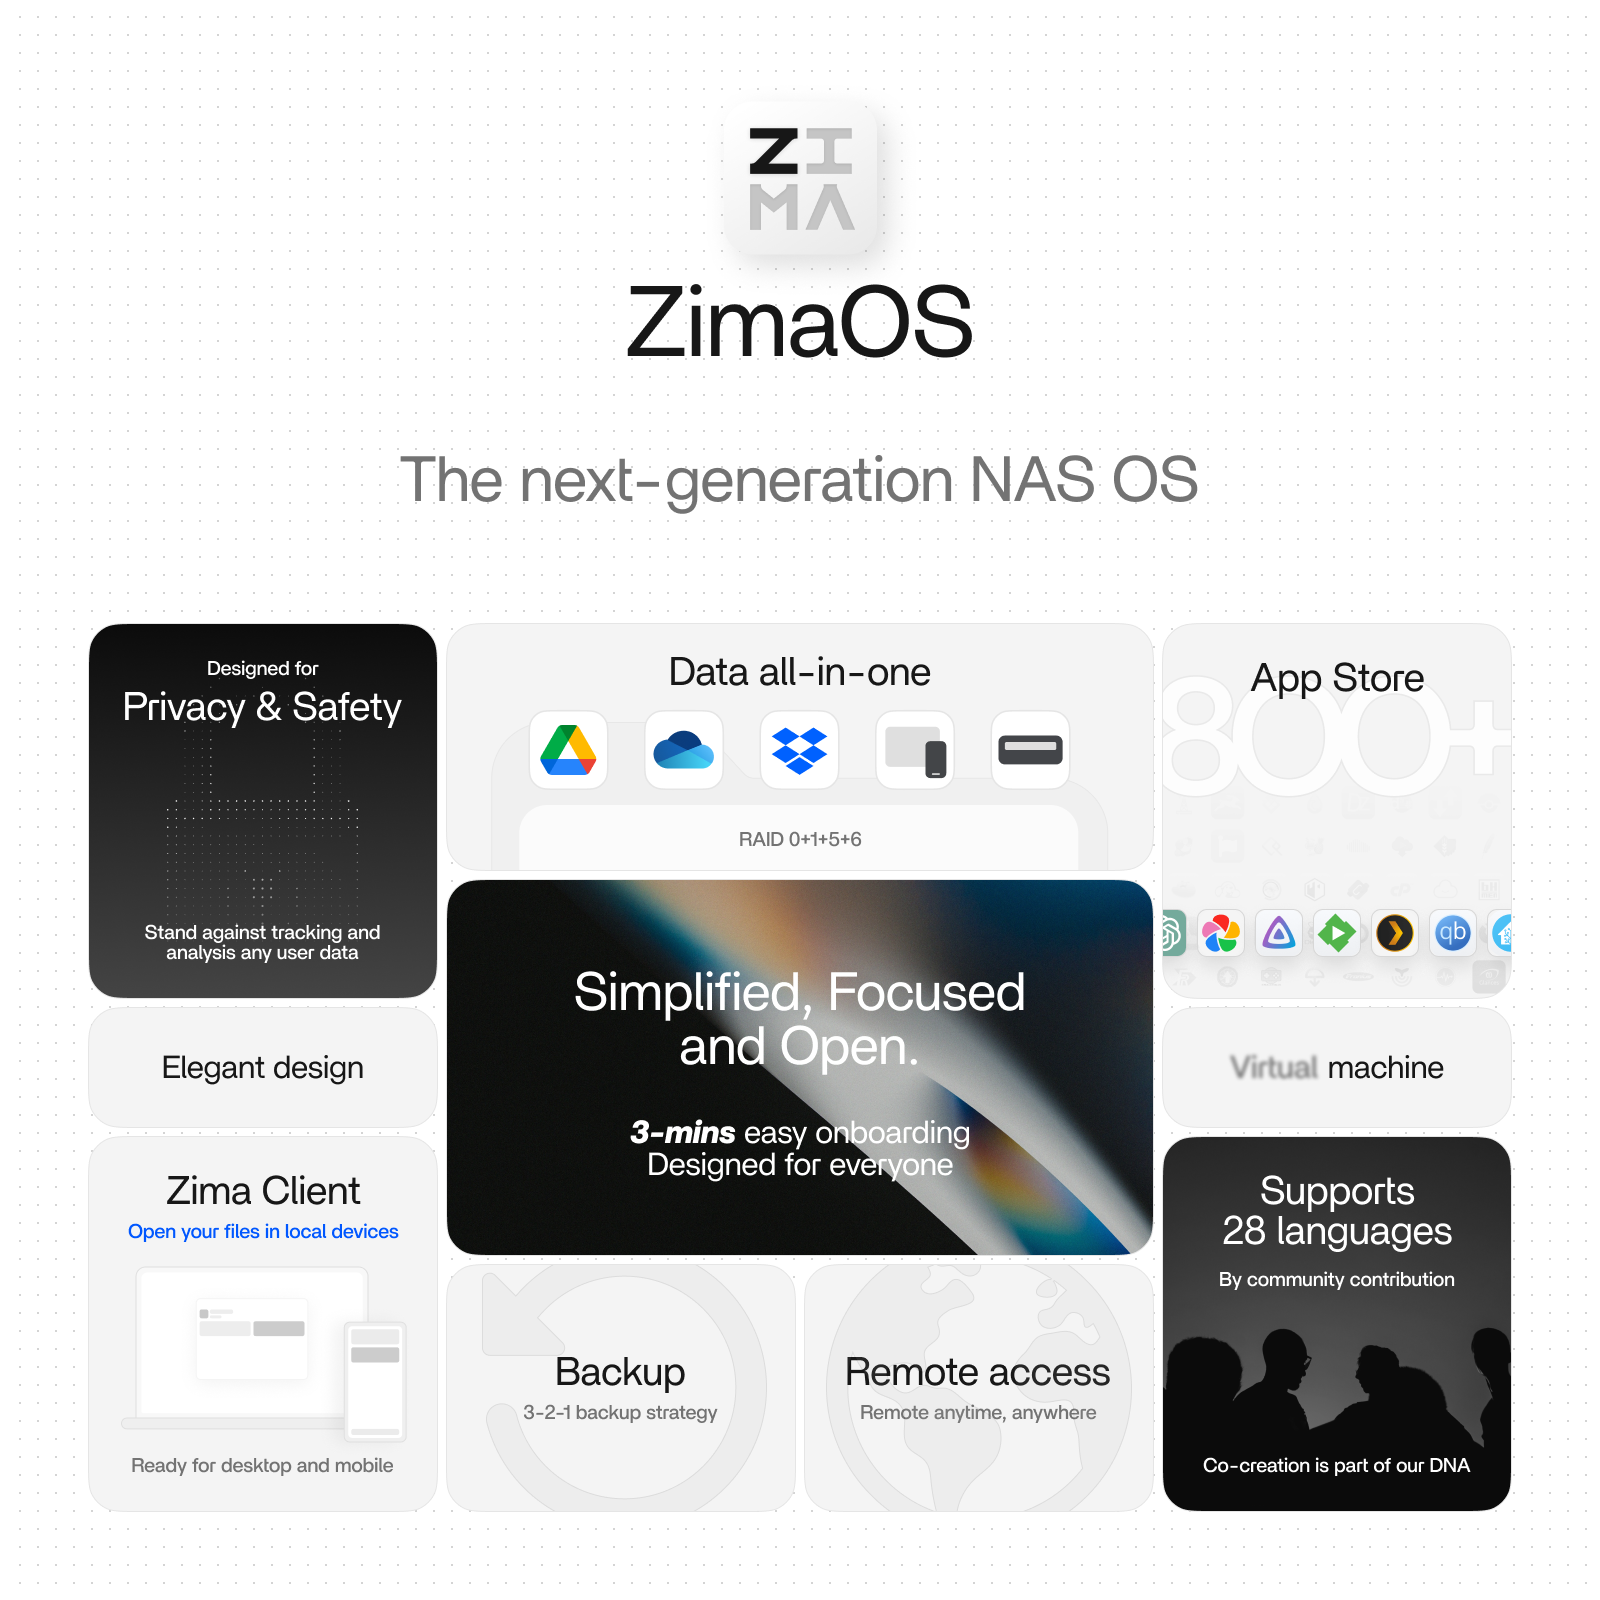 ZI
MA
ZimaOS
The next-generation NAS OS
Designed for
Privacy & Safety
Stand against tracking and
analysis any user data
Data all-in-one
RAID 0+1+5+6
App Store
800+
qb
Elegant design
Simplified, Focused
and Open.
3-mins easy onboarding
Designed for everyone
Virtual machine
Zima Client
Open your files in local devices
Ready for desktop and mobile
Backup
3-2-1 backup strategy
Remote access
Remote anytime, anywhere
Supports
28 languages
By community contribution
Co-creation is part of our DNA